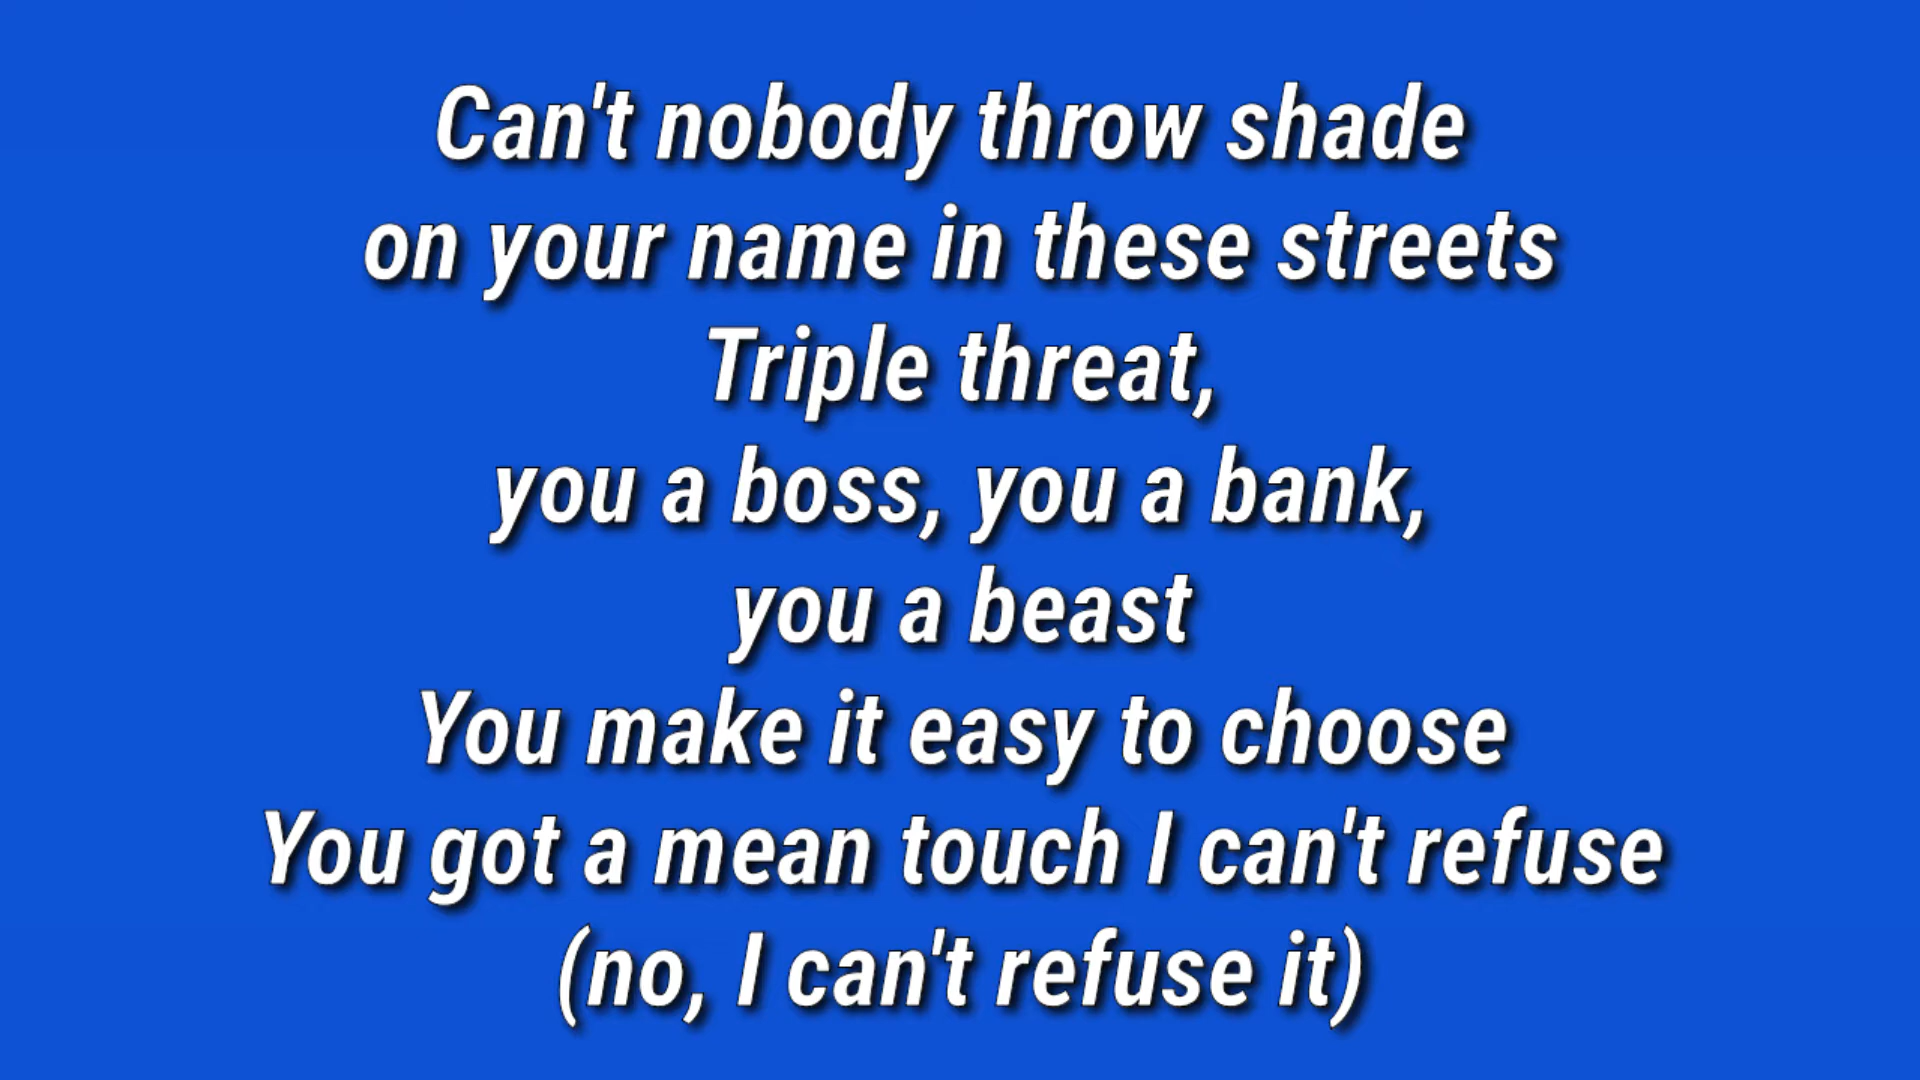 Can't nobody throw shade
on your name in these streets
Triple threat,
you a boss, you a bank,
you a beast
You make it easy to choose
You got a mean touch I can't refuse
(no, I can't refuse it)